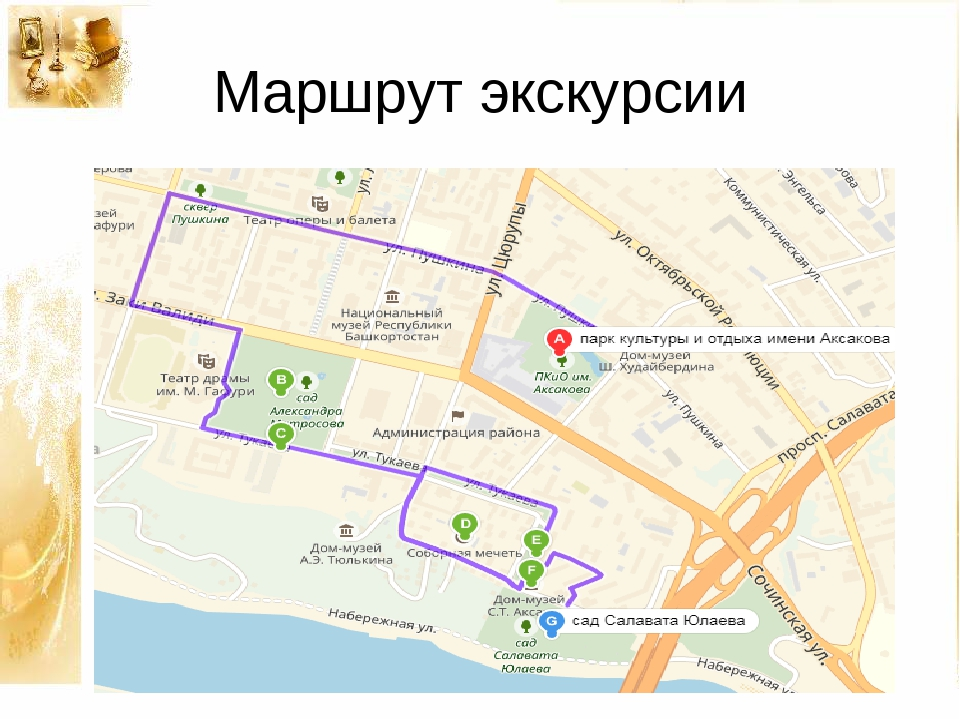 Маршрут экскурсии
сквер
Пушкина
Театр оперы и балета
ул. Пушкина
ул. Цюрупы
Коммунистическая ул.
Энгельса
ул. Октябрьской Революции
Национальный
музей Республики
Башкортостан
A парк культуры и отдыха имени Аксакова
Дом-музей
Ш. Худайбердина
ПКиО им.
Аксакова
Театр драмы
им. М. Гафури
B
сад
Александра
Матросова
C
ул. Тукаева
Администрация района
ул. Пушкина
просп. Салавата
ул. Тукаева
ул. Тукаева
D
E
Соборная мечеть
F
Дом-музей
А.Э. Тюлькина
Дом-музей
С.Т. Аксакова
Сочинская ул.
G сад Салавата Юлаева
Набережная ул.
сад
Салавата
Юлаева
Набережная ул.